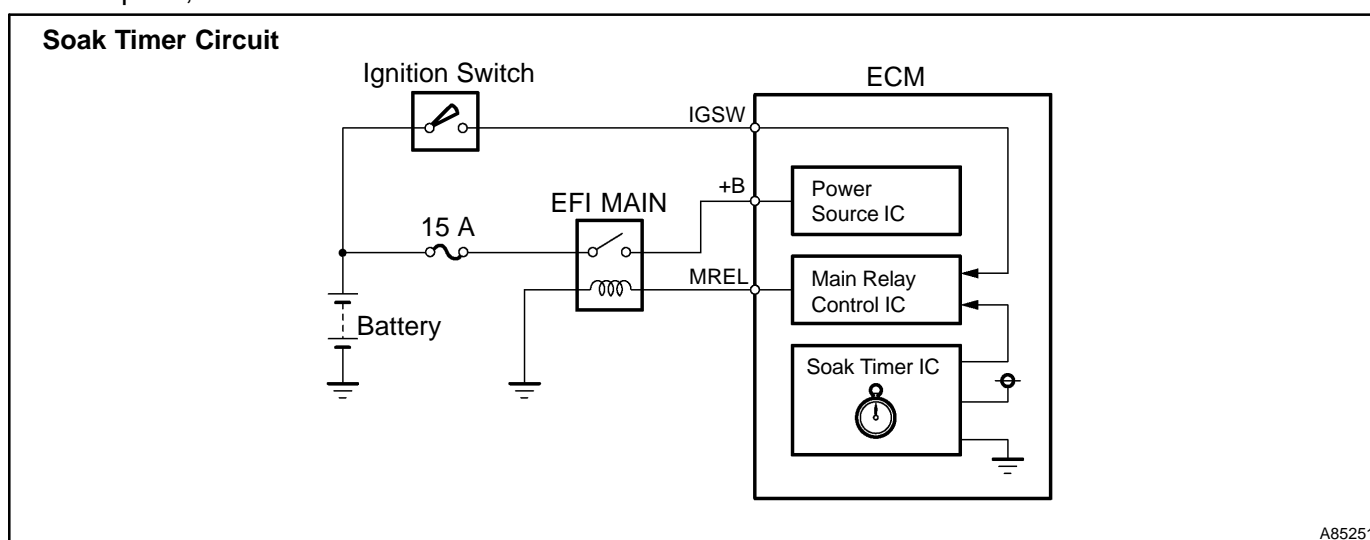 Soak Timer Circuit
Ignition Switch
ECM
IGSW
+B
Power
Source IC
EFI MAIN
15 A
MREL
Main Relay
Control IC
Battery
Soak Timer IC
A85251